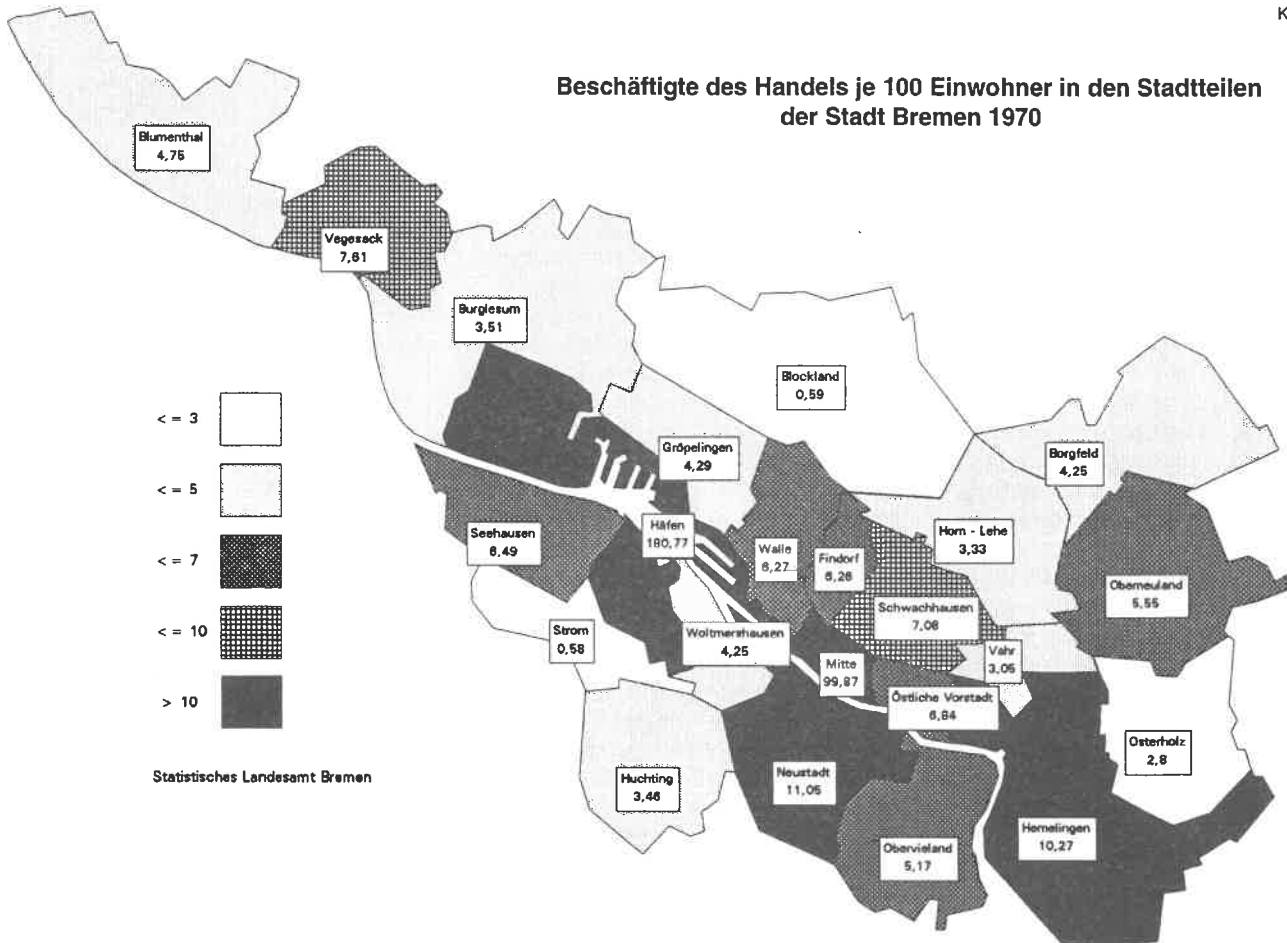 K
Beschäftigte des Handels je 100 Einwohner in den Stadtteilen
der Stadt Bremen 1970
Blumenthal
4,75
Vegesack
7,61
Burglesum
3,51
Blockland
0,59
Gröpelingen
4,29
Borgfeld
4,25
Seehausen
6,49
Häfen
180,77
Walle
6,27
Findorf
6,26
Horn - Lehe
3,33
Oberneuland
5,55
Schwachhausen
7,08
Strom
0,58
Woltmershausen
4,25
Mitte
99,87
Vahr
3,05
Östliche Vorstadt
6,84
Osterholz
2,8
Huchting
3,46
Neustadt
11,05
Obervieland
5,17
Hemelingen
10,27
< = 3
< = 5
< = 7
< = 10
> 10
Statistisches Landesamt Bremen